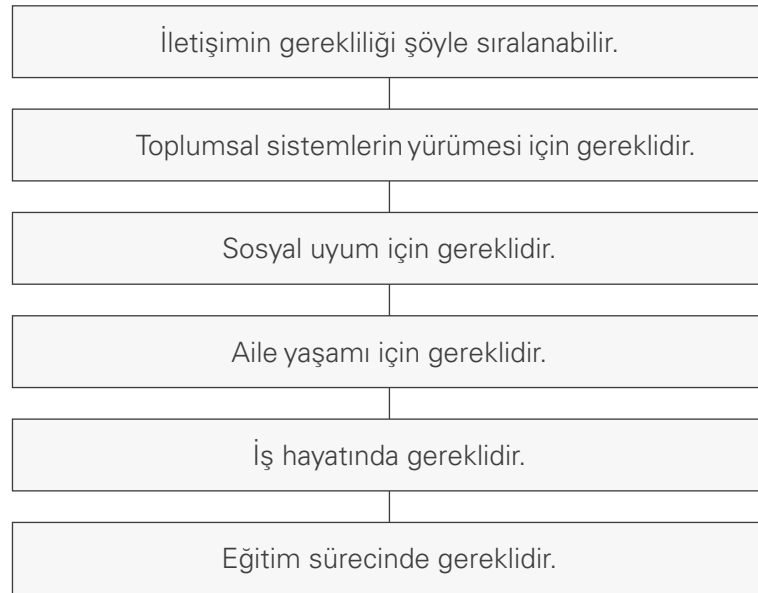 İletişimin gerekliliği şöyle sıralanabilir.
Toplumsal sistemlerin yürümesi için gereklidir.
Sosyal uyum için gereklidir.
Aile yaşamı için gereklidir.
İş hayatında gereklidir.
Eğitim sürecinde gereklidir.